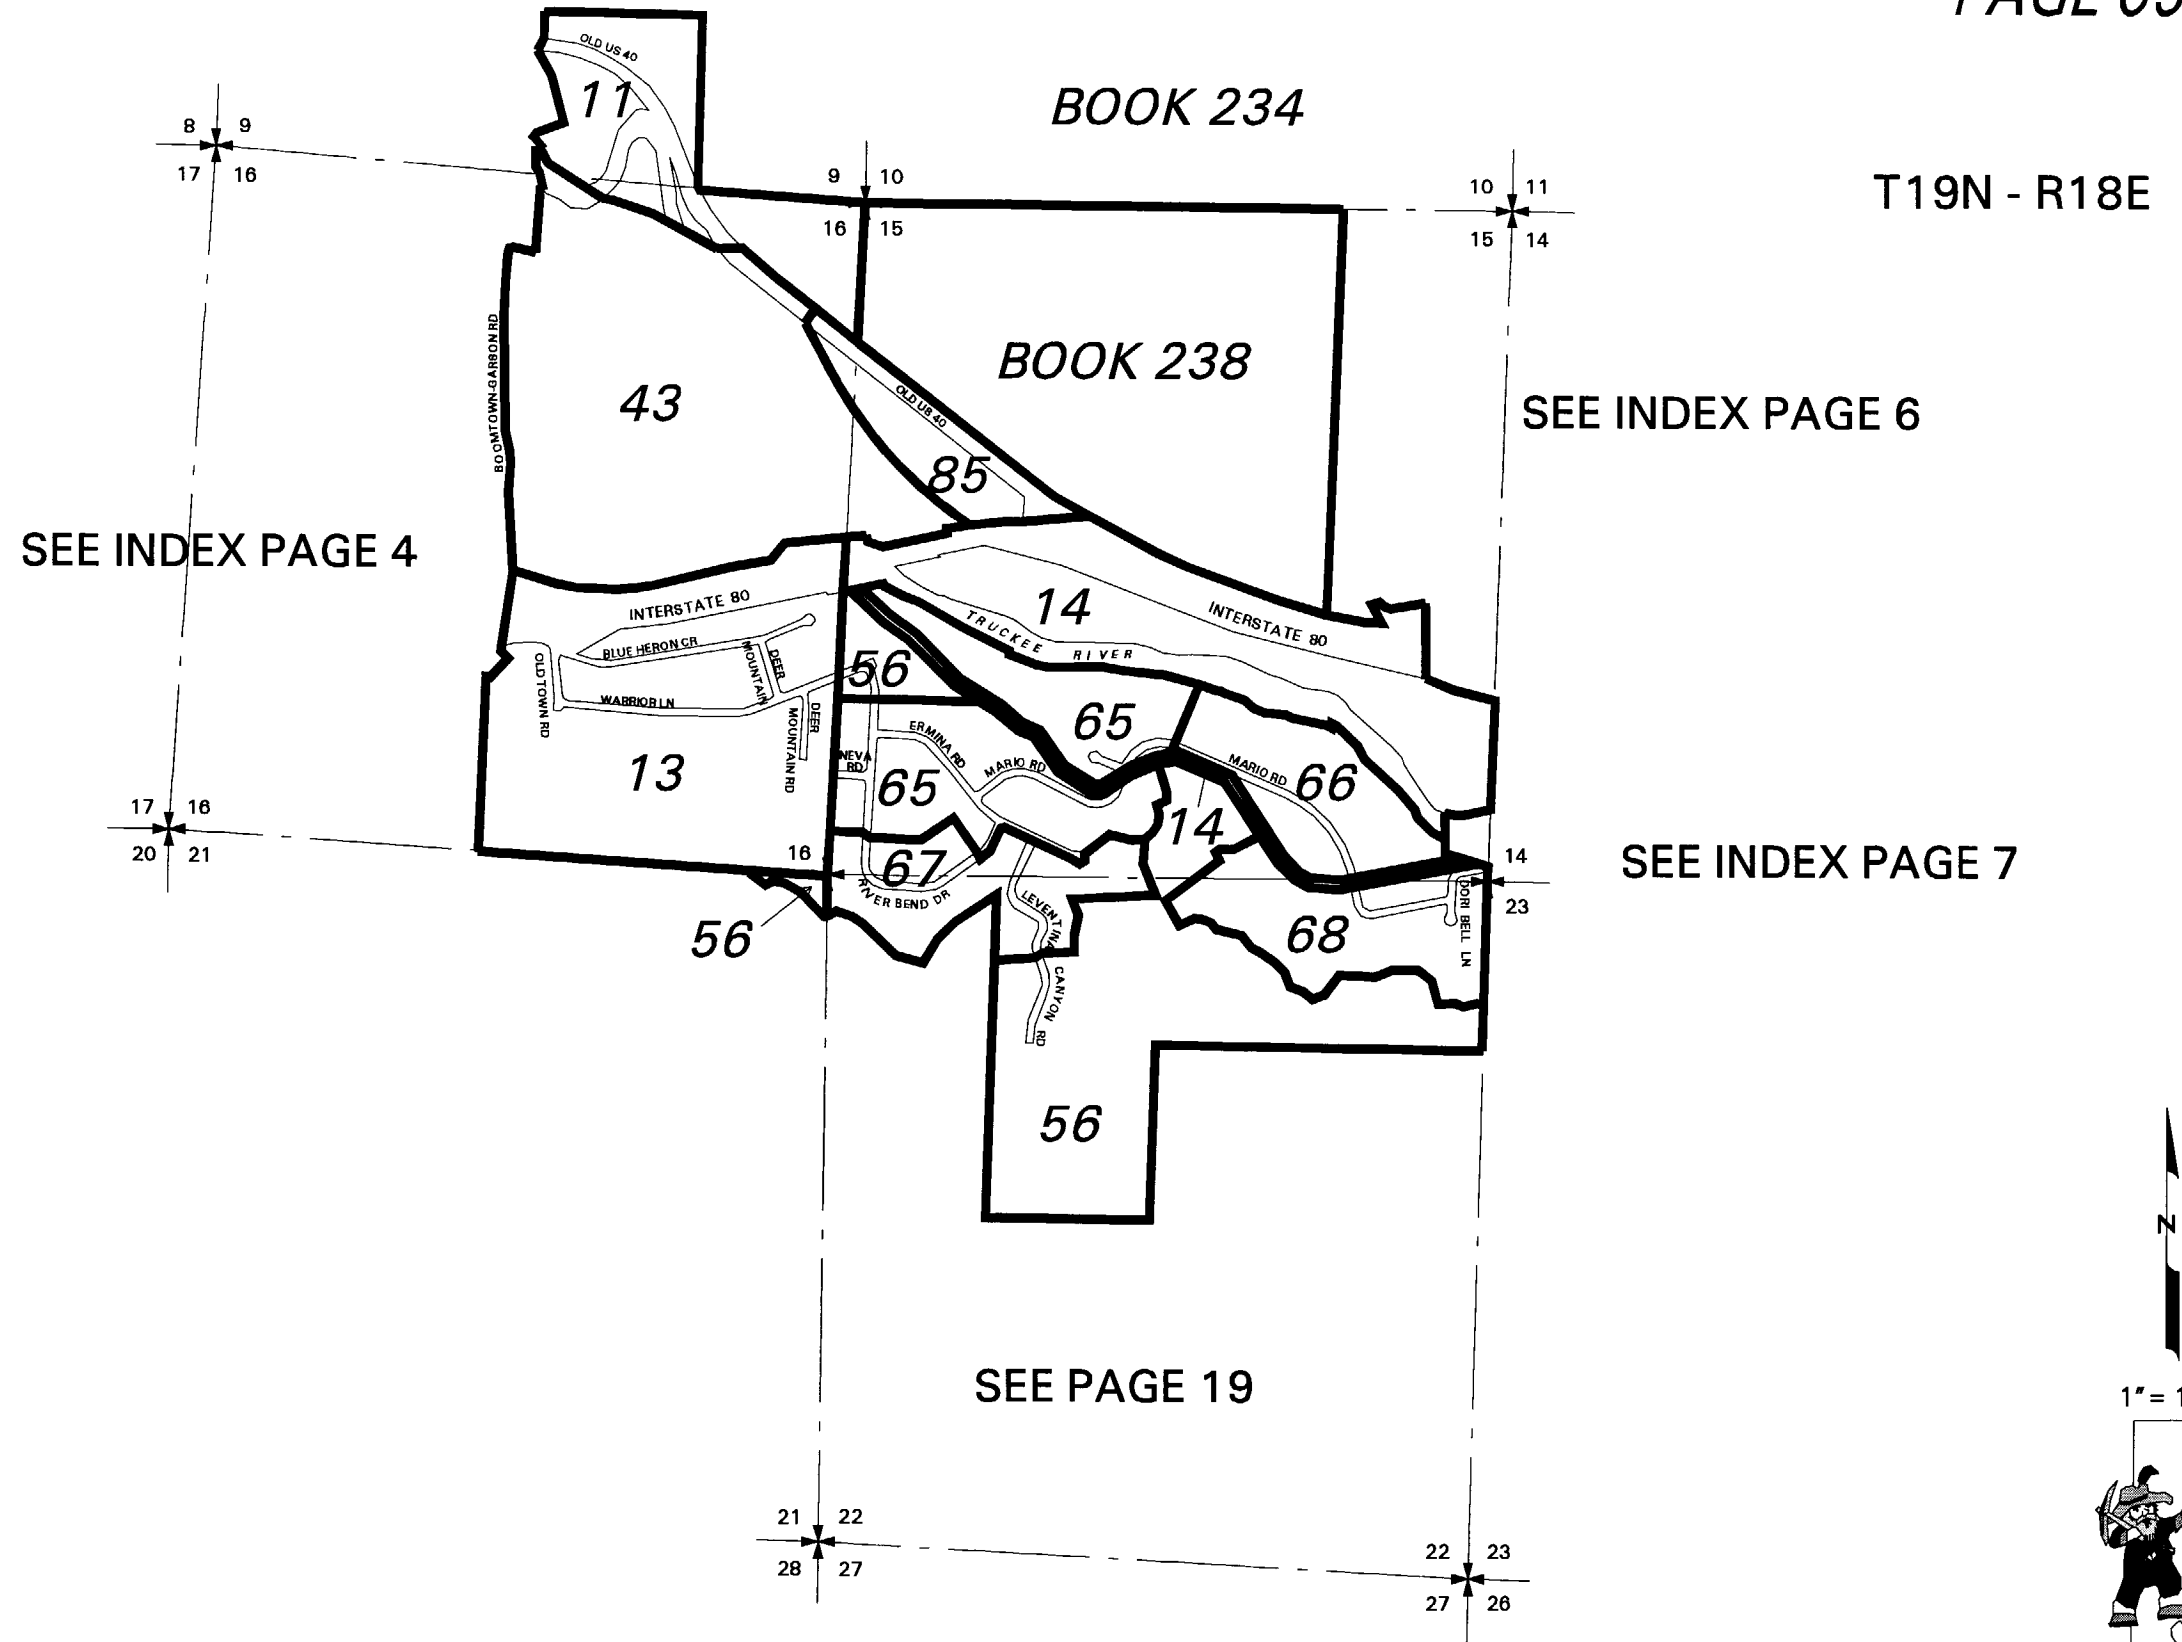 OLD US 40
11
BOOK 234
8 9
17 16
9 10
16 15
10 11
15 14
T19N - R18E
BOOMTOWN-GARSON RD
43
BOOK 238
OLD US 40
85
SEE INDEX PAGE 6
SEE INDEX PAGE 4
INTERSTATE 80
14
INTERSTATE 80
TRUCKEE RIVER
BLUE HERON CR
DEER
MOUNTAIN
OLD TOWN RD
WARRIOR LN
DEER
MOUNTAIN RD
56
65
ERMINA RD
MARIO RD
NEVA
RD
MARIO RD
66
13
65
14
17 16
20 21
16
67
RIVER BEND DR
14
23
SEE INDEX PAGE 7
LEVENTINA
CANYON
RD
DORI BELL LN
56
68
56
N
SEE PAGE 19
21 22
28 27
22 23
27 26